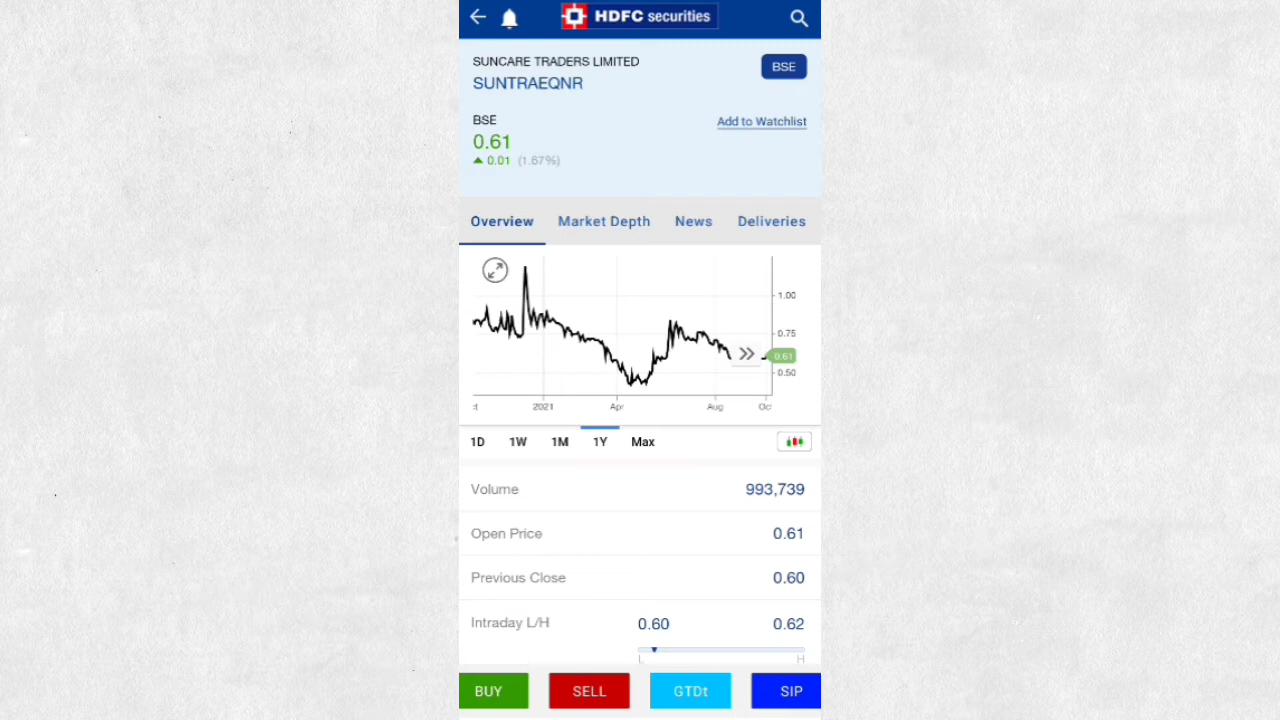 HDFC securities
SUNCARE TRADERS LIMITED
SUNTRAEQNR
BSE
BSE
0.61
Add to Watchlist
0.01 (1.67%)
Overview Market Depth News Deliveries
1.00
0.75
0.61
0.50
2021 Apr Aug Oct
1D 1W 1M 1Y Max
Volume 993,739
Open Price 0.61
Previous Close 0.60
Intraday L/H 0.60 0.62
L H
BUY SELL GTDt SIP